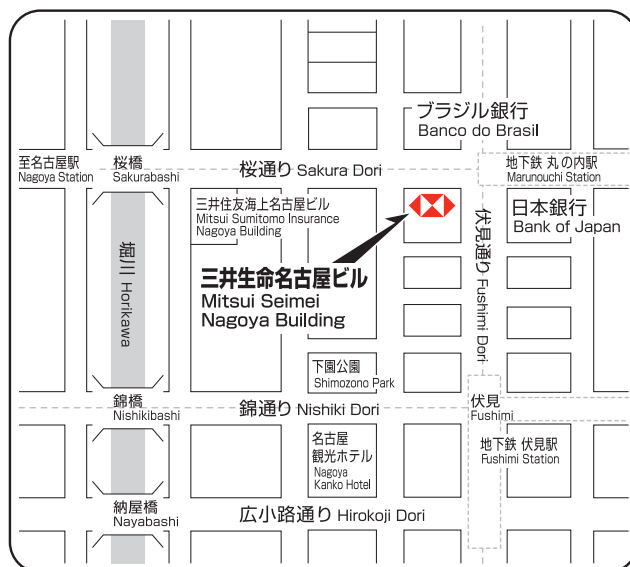 ブラジル銀行
Banco do Brasil
至名古屋駅
Nagoya Station
桜橋
Sakurabashi
桜通り Sakura Dori
地下鉄 丸の内駅
Marunouchi Station
三井住友海上名古屋ビル
Mitsui Sumitomo Insurance
Nagoya Building
日本銀行
Bank of Japan
堀川 Horikawa
伏見通り Fushimi Dori
三井生命名古屋ビル
Mitsui Seimei
Nagoya Building
下園公園
Shimozono Park
錦橋
Nishikibashi
錦通り Nishiki Dori
伏見
Fushimi
名古屋
観光ホテル
Nagoya
Kanko Hotel
地下鉄 伏見駅
Fushimi Station
納屋橋
Nayabashi
広小路通り Hirokoji Dori